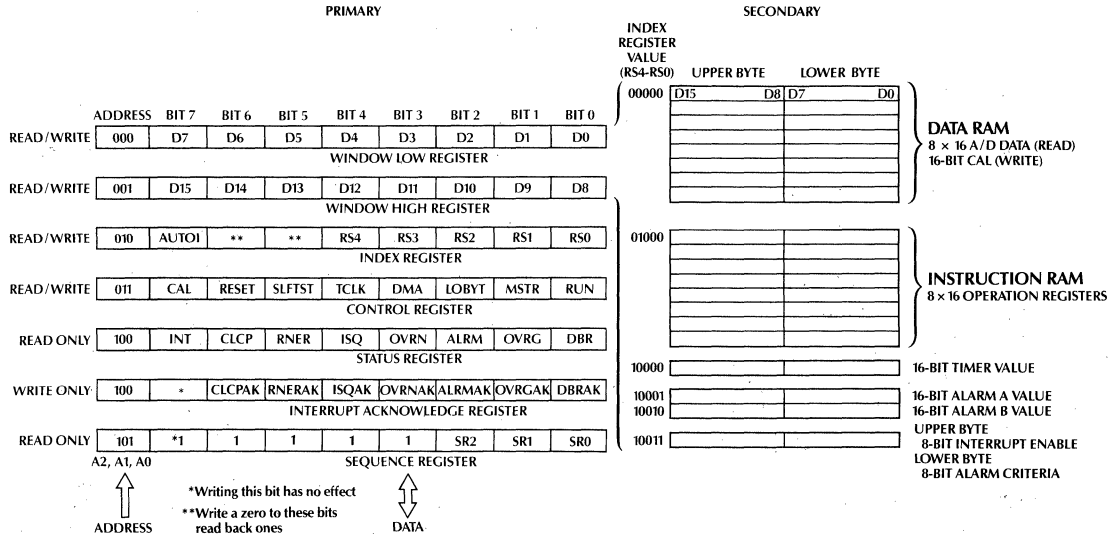 PRIMARY
SECONDARY
INDEX
REGISTER
VALUE
(RS4-RS0) UPPER BYTE LOWER BYTE
00000 D15 D8 D7 D0
DATA RAM
8 × 16 A/D DATA (READ)
16-BIT CAL (WRITE)
ADDRESS BIT 7 BIT 6 BIT 5 BIT 4 BIT 3 BIT 2 BIT 1 BIT 0
READ/WRITE 000 D7 D6 D5 D4 D3 D2 D1 D0
WINDOW LOW REGISTER
READ/WRITE 001 D15 D14 D13 D12 D11 D10 D9 D8
WINDOW HIGH REGISTER
READ/WRITE 010 AUTOI ** ** RS4 RS3 RS2 RS1 RS0
INDEX REGISTER
READ/WRITE 011 CAL RESET SLFTST TCLK DMA LOBYT MSTR RUN
CONTROL REGISTER
READ ONLY 100 INT CLCP RNER ISQ OVRN ALRM OVRG DBR
STATUS REGISTER
WRITE ONLY 100 * CLCPAK RNERAK ISQAK OVRNAK ALRMAK OVRGAK DBRAK
INTERRUPT ACKNOWLEDGE REGISTER
READ ONLY 101 *1 1 1 1 1 SR2 SR1 SR0
A2, A1, A0 SEQUENCE REGISTER
*Writing this bit has no effect
**Write a zero to these bits
read back ones
ADDRESS
DATA
01000
INSTRUCTION RAM
8 × 16 OPERATION REGISTERS
10000 16-BIT TIMER VALUE
10001 16-BIT ALARM A VALUE
10010 16-BIT ALARM B VALUE
10011 UPPER BYTE
8-BIT INTERRUPT ENABLE
LOWER BYTE
8-BIT ALARM CRITERIA